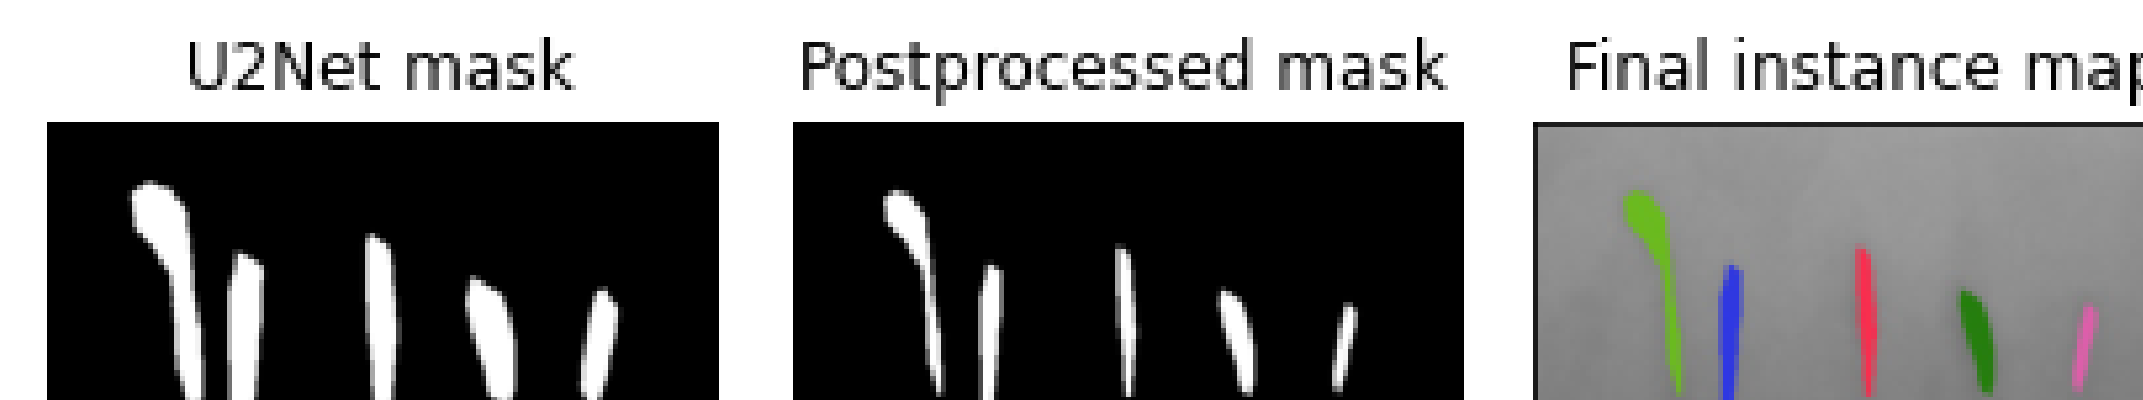 U2Net mask
Postprocessed mask
Final instance map